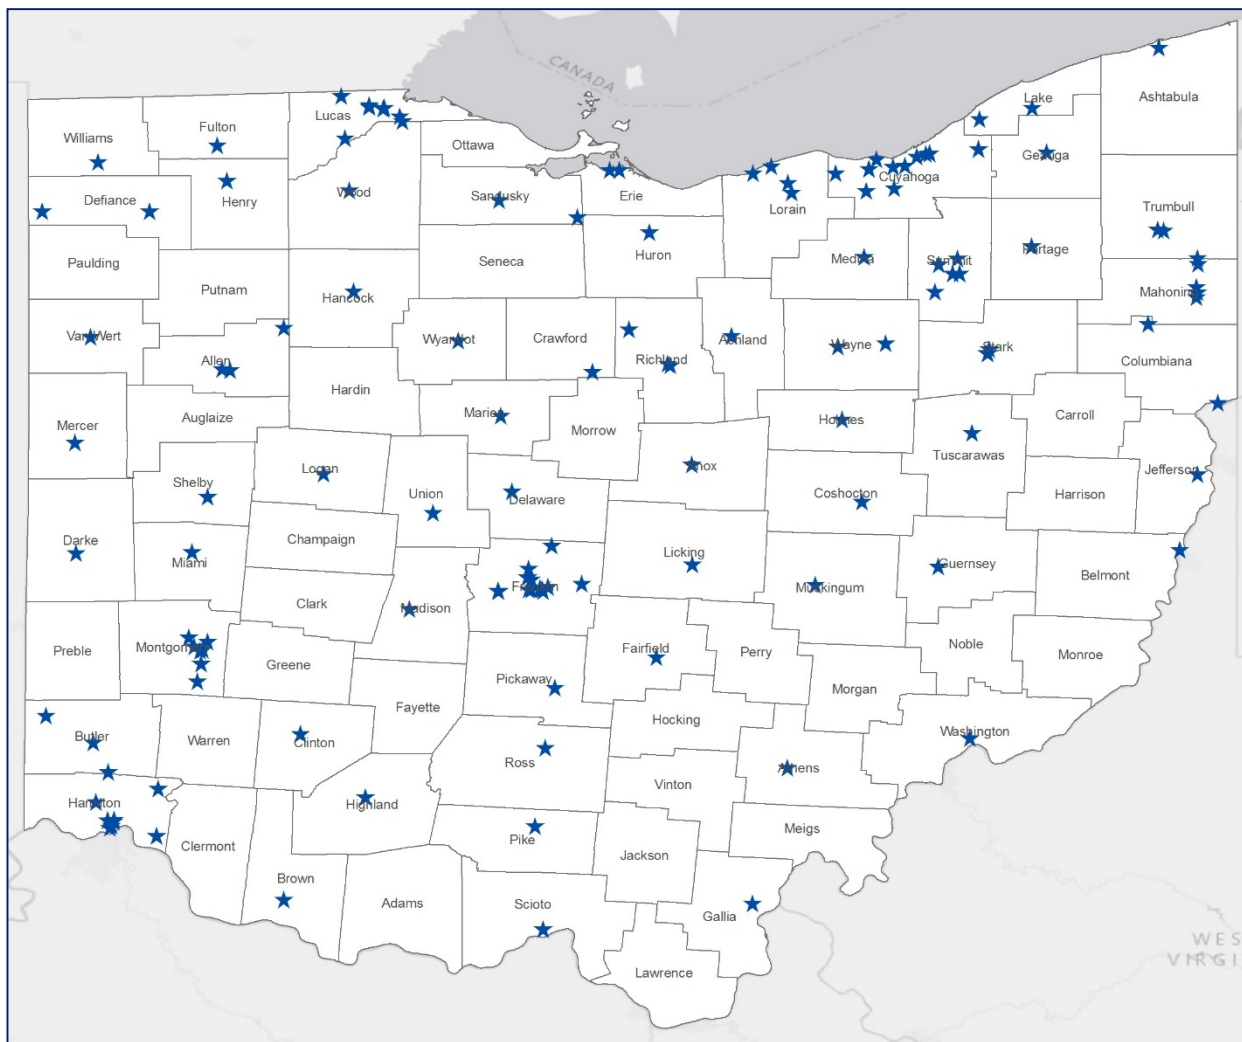 CANADA
Lake
Ashtabula
Williams
Fulton
Lucas
Ottawa
Geauga
Cuyahoga
Defiance
Henry
Wood
Sandusky
Erie
Lorain
Trumbull
Paulding
Putnam
Hancock
Seneca
Huron
Medina
Summit
Portage
Mahoning
Van Wert
Allen
Wyandot
Crawford
Richland
Ashland
Wayne
Stark
Columbiana
Hardin
Mercer
Auglaize
Marion
Morrow
Holmes
Carroll
Tuscarawas
Jefferson
Shelby
Logan
Union
Delaware
Knox
Coshocton
Harrison
Darke
Miami
Champaign
Licking
Muskingum
Guernsey
Belmont
Clark
Madison
Franklin
Preble
Montgomery
Greene
Fairfield
Perry
Noble
Monroe
Pickaway
Fayette
Morgan
Hocking
Butler
Warren
Clinton
Washington
Ross
Athens
Vinton
Hamilton
Highland
Clermont
Pike
Jackson
Meigs
Brown
Adams
Scioto
Gallia
Lawrence
WES
VIRGI